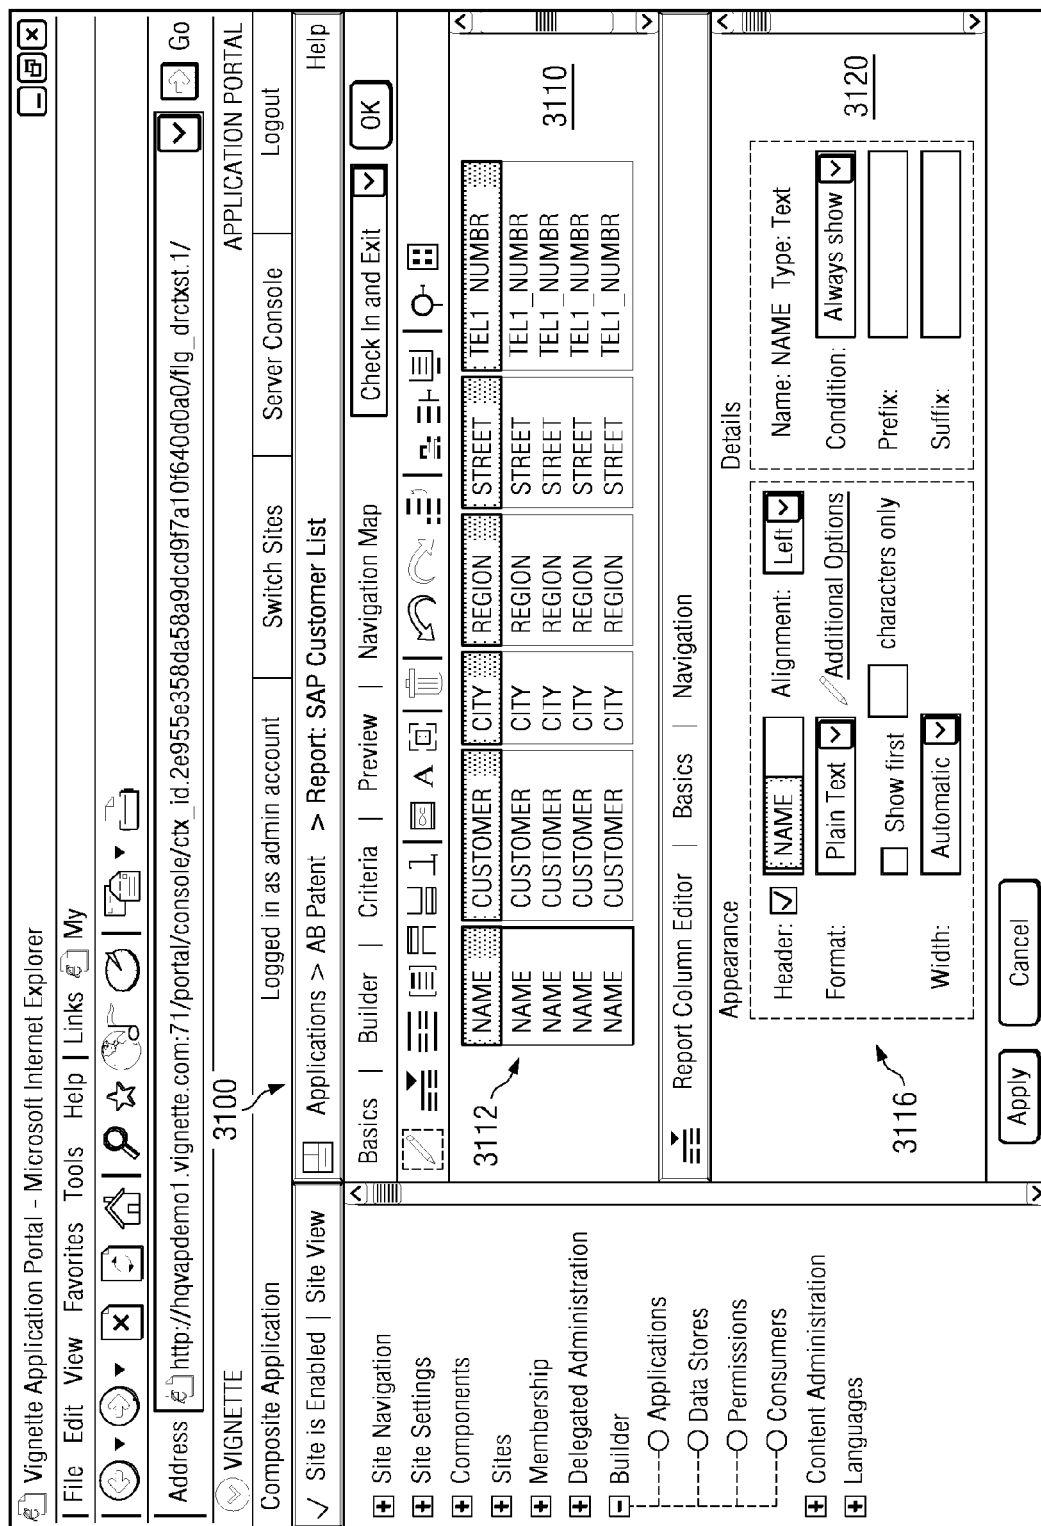 Vignette Application Portal - Microsoft Internet Explorer
File Edit View Favorites Tools Help Links My
Address http://hqvapdemo1.vignette.com:71/portal/console/ctx_id.2e955e358da58a9dcd9f7a10f640d0a0/flg_drctxst.1/ Go
VIGNETTE 3100 APPLICATION PORTAL
Composite Application Logged in as admin account Switch Sites Server Console Logout
Site is Enabled | Site View
Applications > AB Patent > Report: SAP Customer List Help
Basics | Builder | Criteria | Preview | Navigation Map Check In and Exit OK
Site Navigation
Site Settings
Components
Sites
Membership
Delegated Administration
Builder
Applications
Data Stores
Permissions
Consumers
Content Administration
Languages
A
3112
3110
NAME CUSTOMER CITY REGION STREET TEL1_NUMBR
NAME CUSTOMER CITY REGION STREET TEL1_NUMBR
NAME CUSTOMER CITY REGION STREET TEL1_NUMBR
NAME CUSTOMER CITY REGION STREET TEL1_NUMBR
NAME CUSTOMER CITY REGION STREET TEL1_NUMBR
Report Column Editor | Basics | Navigation
Appearance
Header: NAME Alignment: Left
Format: Plain Text Additional Options
Show first characters only
Width: Automatic
3116
Details
Name: NAME Type: Text
Condition: Always show
Prefix:
Suffix:
3120
Apply Cancel